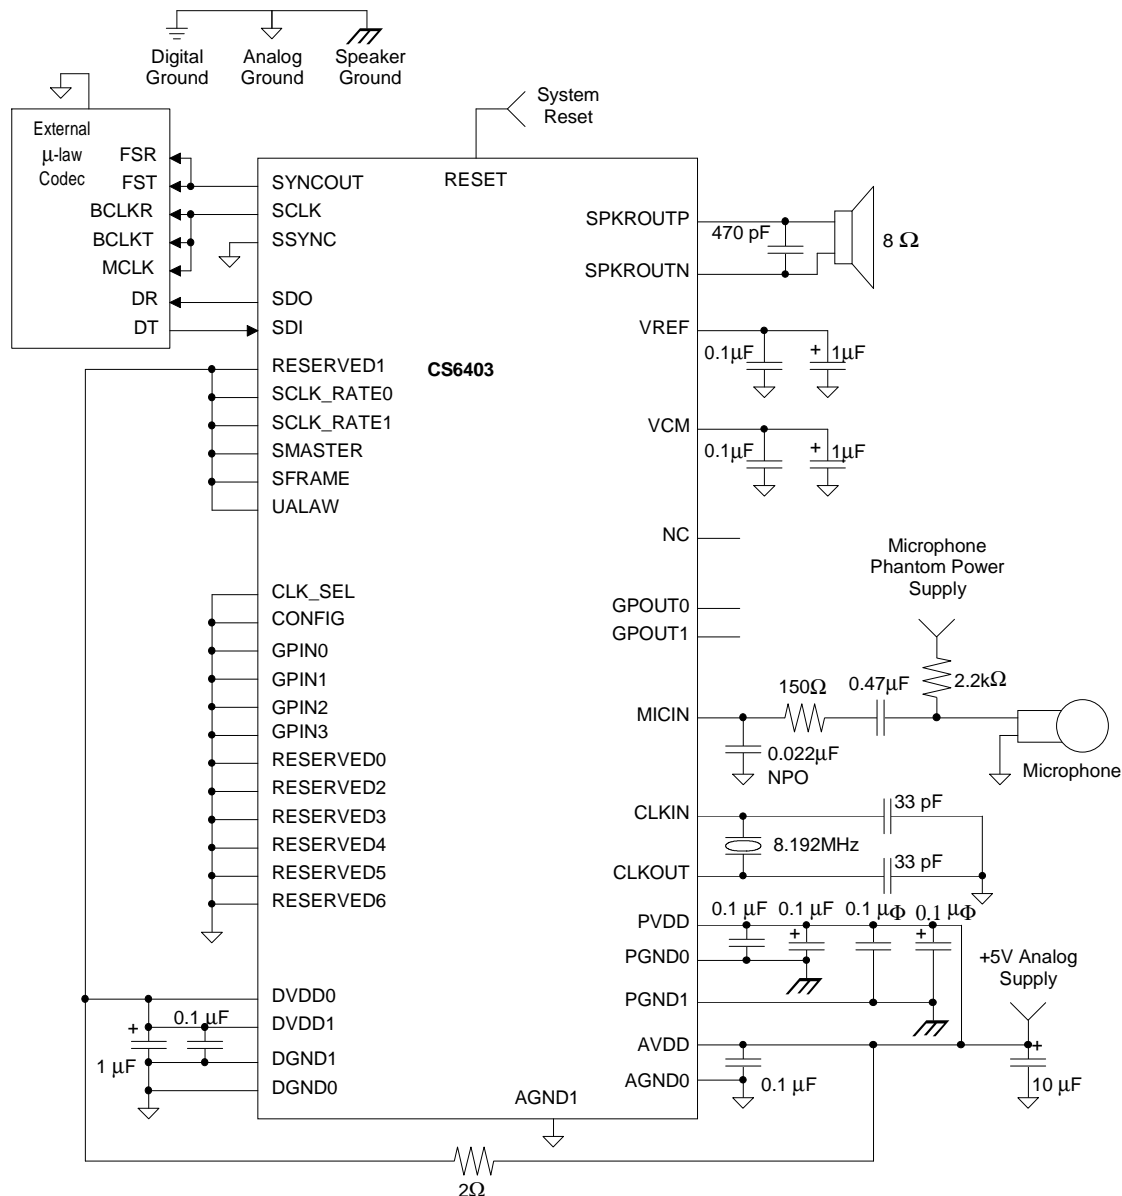 Digital
Ground
Analog
Ground
Speaker
Ground
System
Reset
External
μ-law
Codec
FSR
FST
BCLKR
BCLKT
MCLK
DR
DT
RESET
CS6403
SYNCOUT
SCLK
SSYNC
SDO
SDI
RESERVED1
SCLK_RATE0
SCLK_RATE1
SMASTER
SFRAME
UALAW
CLK_SEL
CONFIG
GPIN0
GPIN1
GPIN2
GPIN3
RESERVED0
RESERVED2
RESERVED3
RESERVED4
RESERVED5
RESERVED6
DVDD0
DVDD1
DGND1
DGND0
+
0.1 μF
1 μF
AGND1
2Ω
SPKROUTP
470 pF
8 Ω
SPKROUTN
VREF
0.1μF
+
1μF
VCM
0.1μF
+
1μF
NC
GPOUT0
GPOUT1
Microphone
Phantom Power
Supply
2.2kΩ
MICIN
150Ω
0.47μF
0.022μF
NPO
Microphone
CLKIN
33 pF
8.192MHz
CLKOUT
33 pF
PVDD
0.1 μF
0.1 μF
0.1 μΦ
0.1 μΦ
+
+
PGND0
PGND1
+5V Analog
Supply
AVDD
AGND0
0.1 μF
+
10 μF